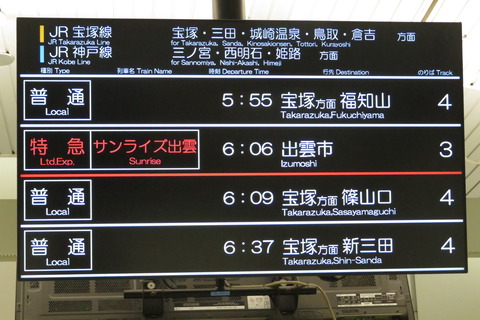 JR 宝塚線 宝塚・三田・城崎温泉・鳥取・倉吉 方面
JR Takarazuka Line for Takarazuka, Sanda, Kinosakionsen, Tottori, Kurayoshi
JR 神戸線 三ノ宮・西明石・姫路 方面
JR Kobe Line for Sannomiya, Nishi-Akashi, Himeji
種別 Type 列車名 Train Name 時刻 Departure Time 行先 Destination のりば Track
普通 5:55 宝塚方面 福知山 4
Local Takarazuka,Fukuchiyama
特急 サンライズ出雲 6:06 出雲市 3
Ltd.Exp. Sunrise Izumoshi
普通 6:09 宝塚方面 篠山口 4
Local Takarazuka,Sasayamaguchi
普通 6:37 宝塚方面 新三田 4
Local Takarazuka,Shin-Sanda